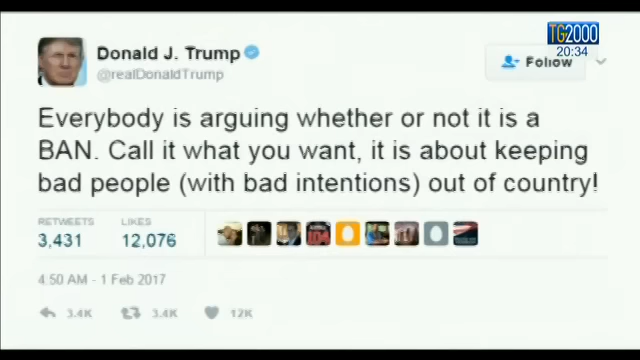 TG2000
20:34
Donald J. Trump
@realDonaldTrump
Follow
Everybody is arguing whether or not it is a
BAN. Call it what you want, it is about keeping
bad people (with bad intentions) out of country!
RETWEETS LIKES
3,431 12,076
4:50 AM - 1 Feb 2017
3.4K 3.4K 12K